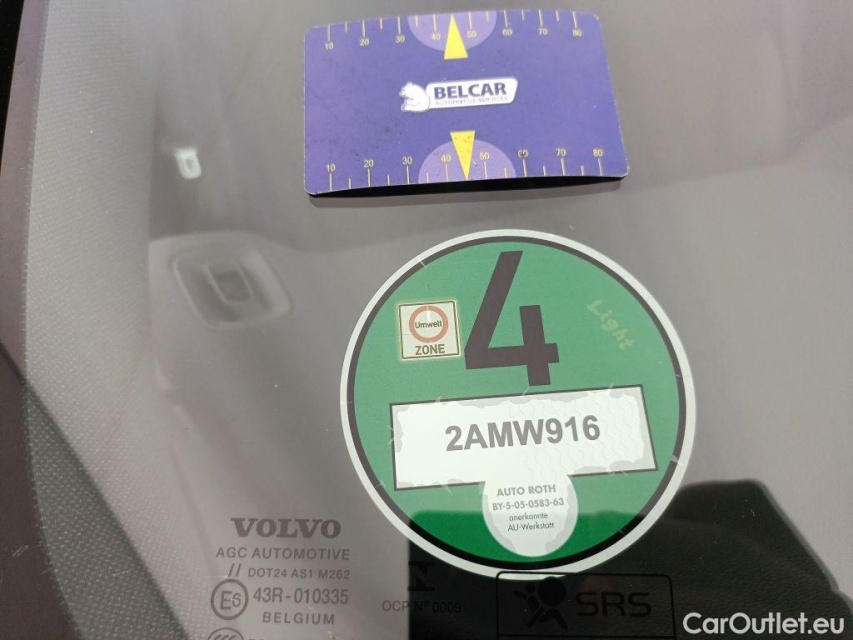 10 20 30 40 50 60 70 80
BELCAR
AUTOMOTIVE SERVICES
10 20 30 40 50 60 70 80
4
Light
Umwelt
ZONE
2AMW916
AUTO ROTH
BY-5-05-0583-63
anerkannte
AU-Werkstatt
VOLVO
AGC AUTOMOTIVE
// DOT24 AS1 M262
43R-010335
BELGIUM
OCP N° 0009
SRS
CarOutlet.eu